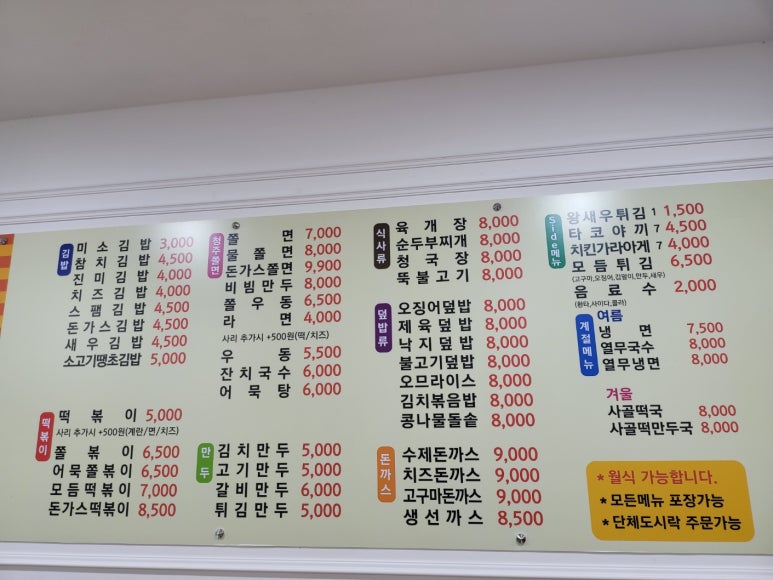 김밥
미소김밥 3,000
참치김밥 4,500
진미김밥 4,000
치즈김밥 4,000
스팸김밥 4,500
돈가스김밥 4,500
새우김밥 4,500
소고기땡초김밥 5,000
떡볶이
떡볶이 5,000
사리 추가시 +500원(계란/면/치즈)
쫄볶이 6,500
어묵쫄볶이 6,500
모듬떡볶이 7,000
돈가스떡볶이 8,500
청주쫄면
쫄면 7,000
물쫄면 8,000
돈가스쫄면 9,900
비빔만두 8,000
쫄우동 6,500
라면 4,000
사리 추가시 +500원(떡/치즈)
우동 5,500
잔치국수 6,000
어묵탕 6,000
만두
김치만두 5,000
고기만두 5,000
갈비만두 6,000
튀김만두 5,000
식사류
육개장 8,000
순두부찌개 8,000
청국장 8,000
뚝불고기 8,000
덮밥류
오징어덮밥 8,000
제육덮밥 8,000
낙지덮밥 8,000
불고기덮밥 8,000
오므라이스 8,000
김치볶음밥 8,000
콩나물돌솥 8,000
돈까스
수제돈까스 9,000
치즈돈까스 9,000
고구마돈까스 9,000
생선까스 8,500
Side메뉴
왕새우튀김 1 1,500
타코야끼 7 4,500
치킨가라아게 7 4,000
모듬튀김 6,500
(고구마,오징어,김말이,만두,새우)
음료수 2,000
(환타,사이다,콜라)
계절메뉴
여름
냉면 7,500
열무국수 8,000
열무냉면 8,000
겨울
사골떡국 8,000
사골떡만두국 8,000
* 월식 가능합니다.
* 모든메뉴 포장가능
* 단체도시락 주문가능